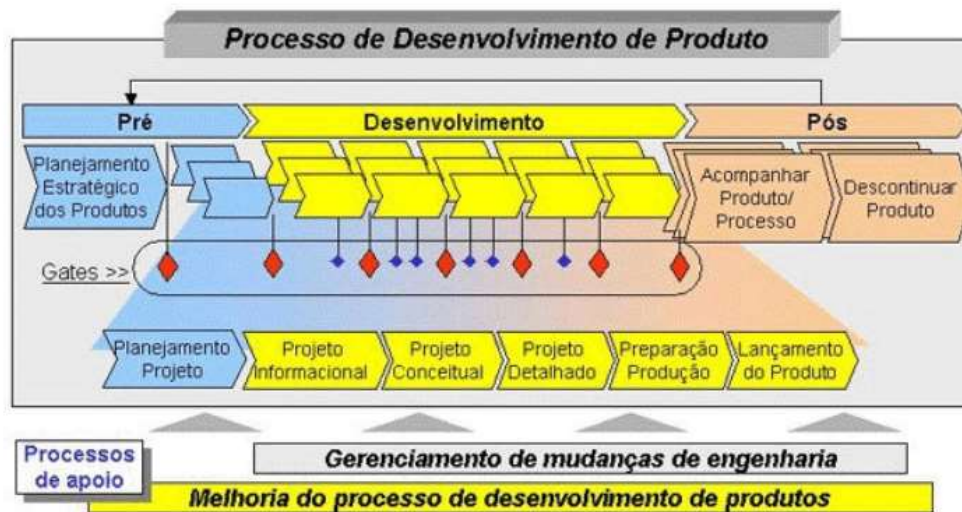 Processo de Desenvolvimento de Produto
Pré
Desenvolvimento
Pós
Planejamento
Estratégico
dos Produtos
Acompanhar
Produto/
Processo
Descontinuar
Produto
Gates >>
Planejamento
Projeto
Projeto
Informacional
Projeto
Conceitual
Projeto
Detalhado
Preparação
Produção
Lançamento
do Produto
Processos
de apoio
Gerenciamento de mudanças de engenharia
Melhoria do processo de desenvolvimento de produtos